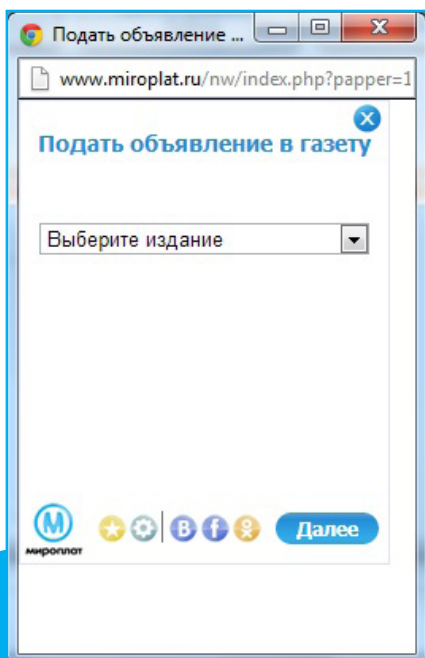 Подать объявление ...
www.miroplat.ru/nw/index.php?papper=1
Подать объявление в газету
Выберите издание
мироплат
Далее